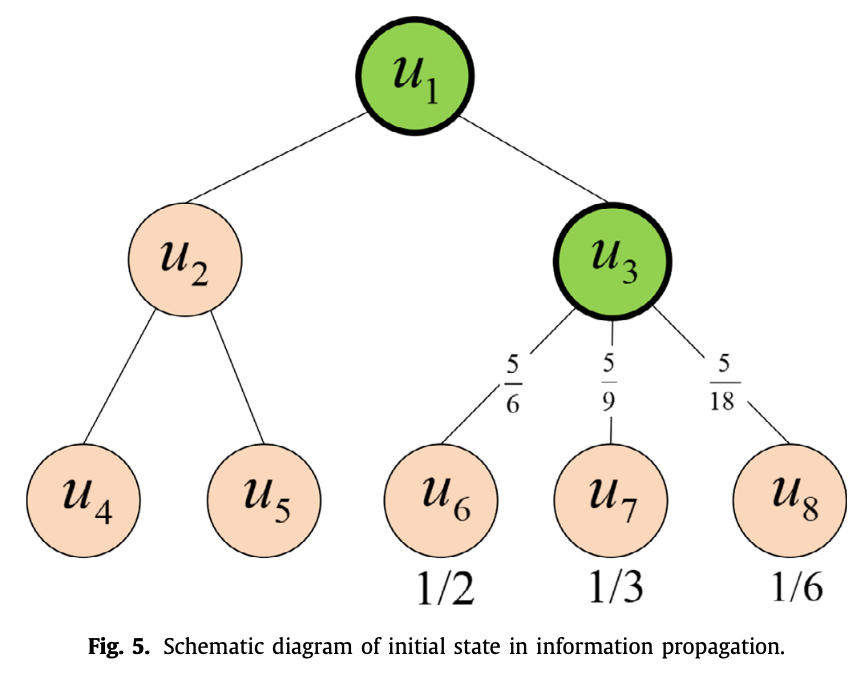 u1
u2
u3
5/6
5/9
5/18
u4
u5
u6
u7
u8
1/2
1/3
1/6
Fig. 5. Schematic diagram of initial state in information propagation.